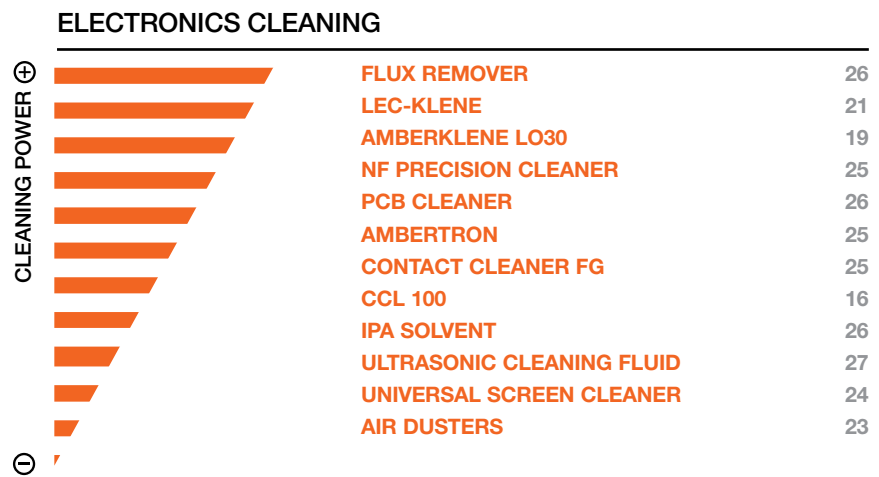 ELECTRONICS CLEANING
CLEANING POWER
FLUX REMOVER 26
LEC-KLENE 21
AMBERKLENE LO30 19
NF PRECISION CLEANER 25
PCB CLEANER 26
AMBERTRON 25
CONTACT CLEANER FG 25
CCL 100 16
IPA SOLVENT 26
ULTRASONIC CLEANING FLUID 27
UNIVERSAL SCREEN CLEANER 24
AIR DUSTERS 23